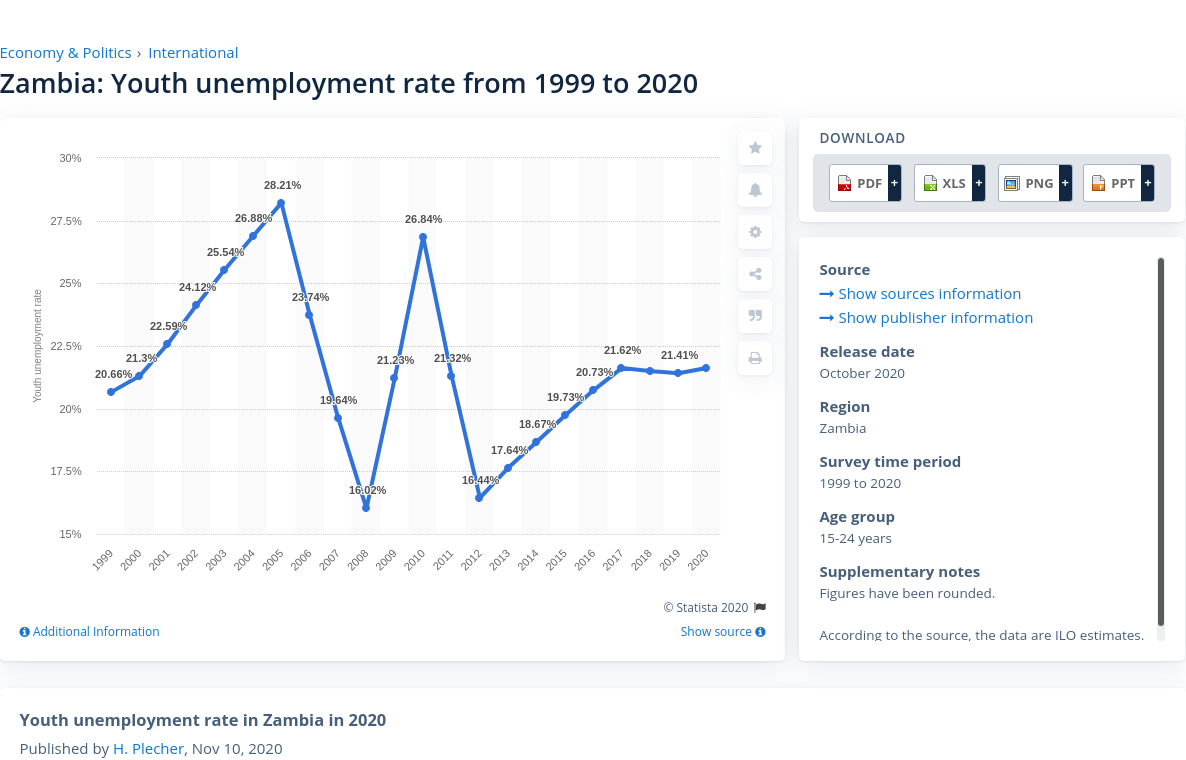 Economy & Politics › International
Zambia: Youth unemployment rate from 1999 to 2020
30%
27.5%
25%
22.5%
20%
17.5%
15%
Youth unemployment rate
20.66%
21.3%
22.59%
24.12%
25.54%
26.88%
28.21%
23.74%
19.64%
16.02%
21.23%
26.84%
21.32%
16.44%
17.64%
18.67%
19.73%
20.73%
21.62%
21.41%
1999
2000
2001
2002
2003
2004
2005
2006
2007
2008
2009
2010
2011
2012
2013
2014
2015
2016
2017
2018
2019
2020
© Statista 2020
Additional Information
Show source
DOWNLOAD
PDF +
XLS +
PNG +
PPT +
Source
Show sources information
Show publisher information
Release date
October 2020
Region
Zambia
Survey time period
1999 to 2020
Age group
15-24 years
Supplementary notes
Figures have been rounded.
According to the source, the data are ILO estimates.
Youth unemployment rate in Zambia in 2020
Published by H. Plecher, Nov 10, 2020